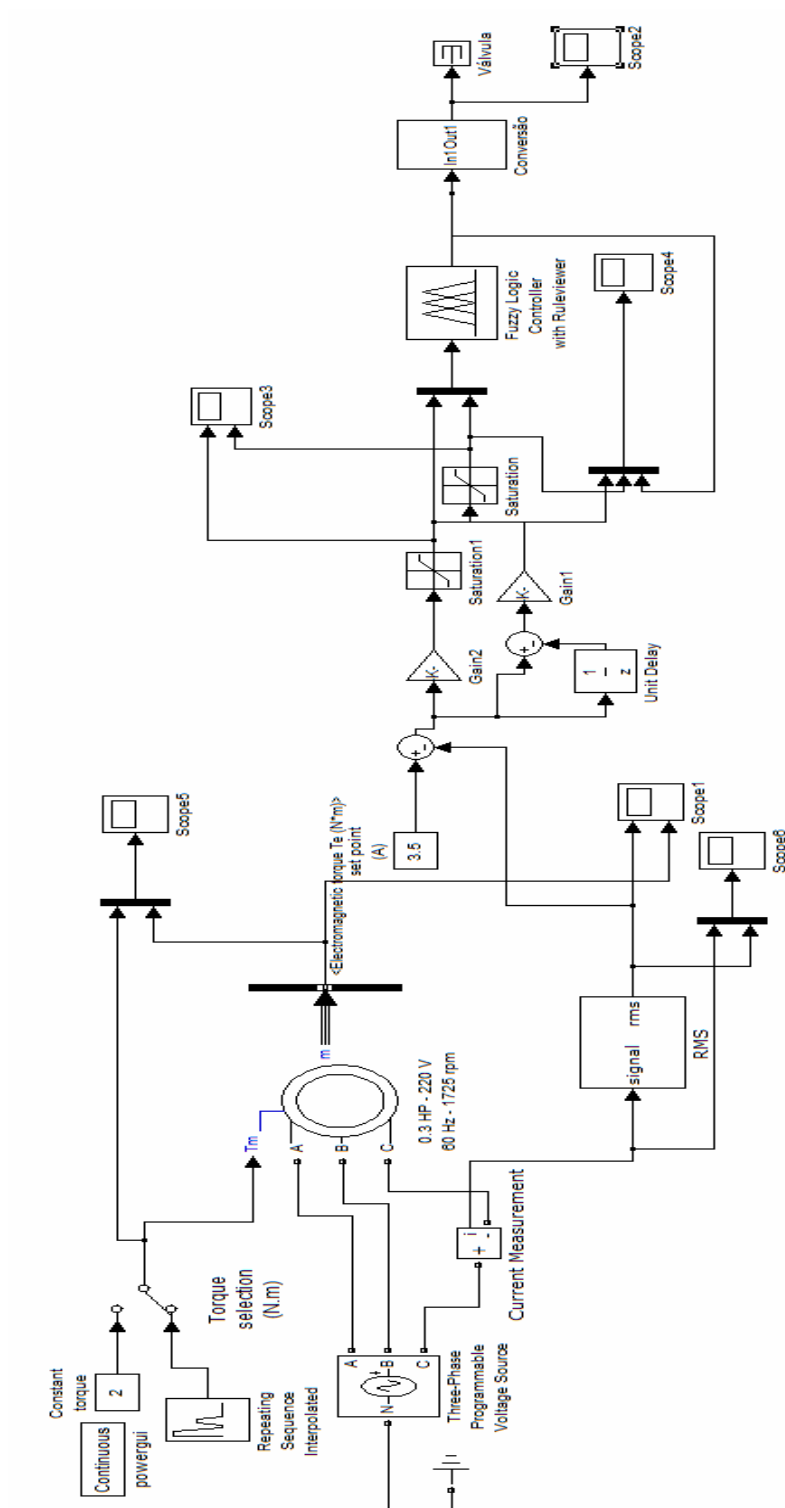 Continuous
powergui
Constant
torque
2
Repeating
Sequence
Interpolated
Torque
selection
(N.m)
Tm
A
B
C
m
0.3 HP - 220 V
60 Hz - 1725 rpm
N
A
B
C
Three-Phase
Programmable
Voltage Source
+
-
i
Current Measurement
signal rms
RMS
Scope5
<Electromagnetic torque Te (N*m)>
set point
(A)
3.5
Scope1
Scope6
+
-
K-
Gain2
+
-
1
z
Unit Delay
K-
Gain1
Saturation1
Saturation
Scope3
Fuzzy Logic
Controller
with Ruleviewer
Scope4
In1Out1
Conversão
Válvula
Scope2